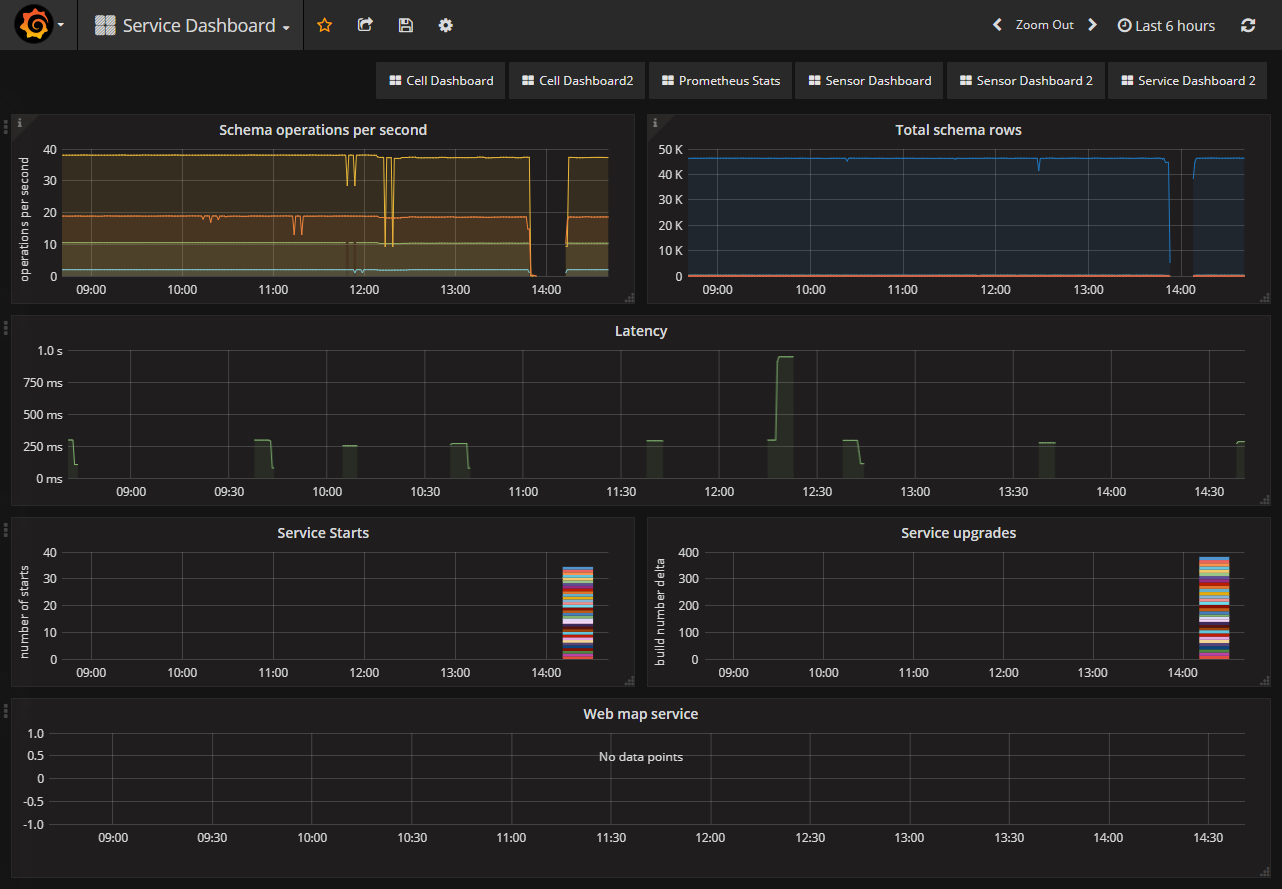 Service Dashboard
Zoom Out
Last 6 hours
Cell Dashboard
Cell Dashboard2
Prometheus Stats
Sensor Dashboard
Sensor Dashboard 2
Service Dashboard 2
Schema operations per second
operations per second
40
30
20
10
0
09:00 10:00 11:00 12:00 13:00 14:00
Total schema rows
50 K
40 K
30 K
20 K
10 K
0
09:00 10:00 11:00 12:00 13:00 14:00
Latency
1.0 s
750 ms
500 ms
250 ms
0 ms
09:00 09:30 10:00 10:30 11:00 11:30 12:00 12:30 13:00 13:30 14:00 14:30
Service Starts
number of starts
40
30
20
10
0
09:00 10:00 11:00 12:00 13:00 14:00
Service upgrades
build number delta
400
300
200
100
0
09:00 10:00 11:00 12:00 13:00 14:00
Web map service
1.0
0.5
0
-0.5
-1.0
No data points
09:00 09:30 10:00 10:30 11:00 11:30 12:00 12:30 13:00 13:30 14:00 14:30